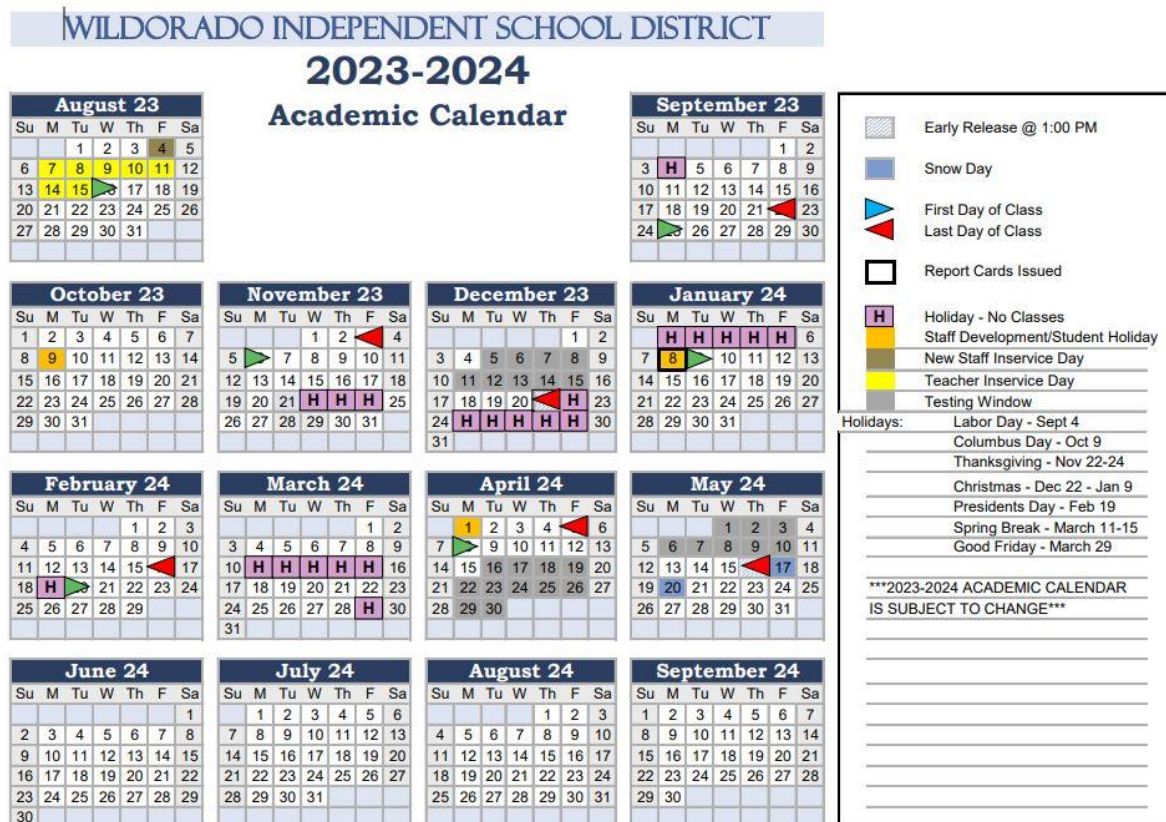 WILDORADO INDEPENDENT SCHOOL DISTRICT
2023-2024
Academic Calendar
August 23
Su M Tu W Th F Sa
1 2 3 4 5
6 7 8 9 10 11 12
13 14 15 17 18 19
20 21 22 23 24 25 26
27 28 29 30 31
September 23
Su M Tu W Th F Sa
1 2
3 H 5 6 7 8 9
10 11 12 13 14 15 16
17 18 19 20 21 23
24 26 27 28 29 30
October 23
Su M Tu W Th F Sa
1 2 3 4 5 6 7
8 9 10 11 12 13 14
15 16 17 18 19 20 21
22 23 24 25 26 27 28
29 30 31
November 23
Su M Tu W Th F Sa
1 2 4
5 7 8 9 10 11
12 13 14 15 16 17 18
19 20 21 H H H 25
26 27 28 29 30 31
December 23
Su M Tu W Th F Sa
1 2
3 4 5 6 7 8 9
10 11 12 13 14 15 16
17 18 19 20 H 23
24 H H H H H 30
31
January 24
Su M Tu W Th F Sa
H H H H H 6
7 8 10 11 12 13
14 15 16 17 18 19 20
21 22 23 24 25 26 27
28 29 30 31
February 24
Su M Tu W Th F Sa
1 2 3
4 5 6 7 8 9 10
11 12 13 14 15 17
18 H 21 22 23 24
25 26 27 28 29
March 24
Su M Tu W Th F Sa
1 2
3 4 5 6 7 8 9
10 H H H H H 16
17 18 19 20 21 22 23
24 25 26 27 28 H 30
31
April 24
Su M Tu W Th F Sa
1 2 3 4 6
7 9 10 11 12 13
14 15 16 17 18 19 20
21 22 23 24 25 26 27
28 29 30
May 24
Su M Tu W Th F Sa
1 2 3 4
5 6 7 8 9 10 11
12 13 14 15 17 18
19 20 21 22 23 24 25
26 27 28 29 30 31
June 24
Su M Tu W Th F Sa
1
2 3 4 5 6 7 8
9 10 11 12 13 14 15
16 17 18 19 20 21 22
23 24 25 26 27 28 29
30
July 24
Su M Tu W Th F Sa
1 2 3 4 5 6
7 8 9 10 11 12 13
14 15 16 17 18 19 20
21 22 23 24 25 26 27
28 29 30 31
August 24
Su M Tu W Th F Sa
1 2 3
4 5 6 7 8 9 10
11 12 13 14 15 16 17
18 19 20 21 22 23 24
25 26 27 28 29 30 31
September 24
Su M Tu W Th F Sa
1 2 3 4 5 6 7
8 9 10 11 12 13 14
15 16 17 18 19 20 21
22 23 24 25 26 27 28
29 30
Early Release @ 1:00 PM
Snow Day
First Day of Class
Last Day of Class
Report Cards Issued
H Holiday - No Classes
Staff Development/Student Holiday
New Staff Inservice Day
Teacher Inservice Day
Testing Window
Holidays: Labor Day - Sept 4
Columbus Day - Oct 9
Thanksgiving - Nov 22-24
Christmas - Dec 22 - Jan 9
Presidents Day - Feb 19
Spring Break - March 11-15
Good Friday - March 29
***2023-2024 ACADEMIC CALENDAR
IS SUBJECT TO CHANGE***